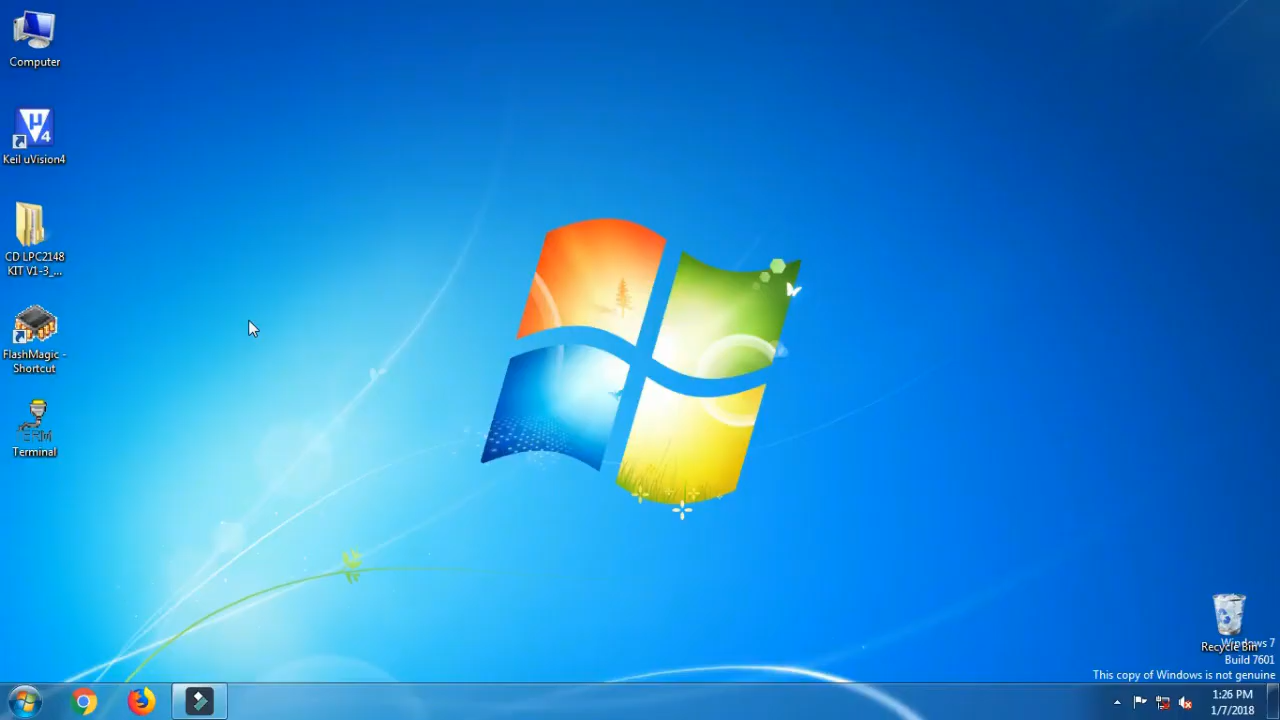 Computer
Keil uVision4
CD LPC2148
KIT V1-3_...
FlashMagic -
Shortcut
Terminal
Recycle Bin
Windows 7
Build 7601
This copy of Windows is not genuine
1:26 PM
1/7/2018